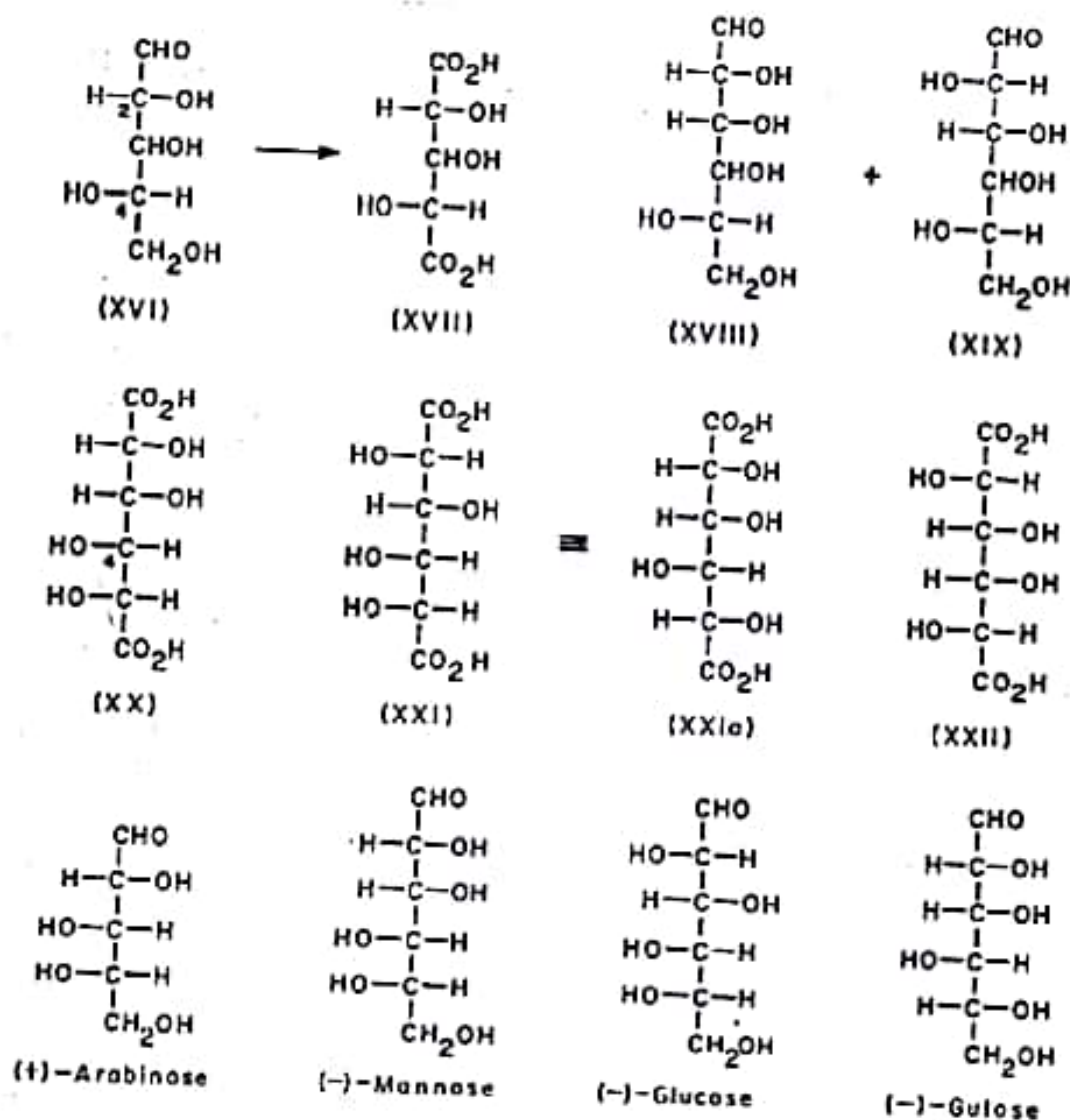 CHO
H-C-OH
2
CHOH
HO-C-H
4
CH2OH
(XVI)
CO2H
H-C-OH
CHOH
HO-C-H
CO2H
(XVII)
CHO
H-C-OH
H-C-OH
CHOH
HO-C-H
CH2OH
(XVIII)
+
CHO
HO-C-H
H-C-OH
CHOH
HO-C-H
CH2OH
(XIX)
CO2H
H-C-OH
H-C-OH
HO-C-H
4
HO-C-H
CO2H
(XX)
CO2H
HO-C-H
H-C-OH
HO-C-H
HO-C-H
CO2H
(XXI)
≡
CO2H
H-C-OH
H-C-OH
HO-C-H
H-C-OH
CO2H
(XXIa)
CO2H
HO-C-H
H-C-OH
H-C-OH
HO-C-H
CO2H
(XXII)
CHO
H-C-OH
HO-C-H
HO-C-H
CH2OH
(+)-Arabinose
CHO
H-C-OH
H-C-OH
HO-C-H
HO-C-H
CH2OH
(-)-Mannose
CHO
HO-C-H
H-C-OH
HO-C-H
HO-C-H
CH2OH
(-)-Glucose
CHO
H-C-OH
H-C-OH
HO-C-H
H-C-OH
CH2OH
(-)-Gulose